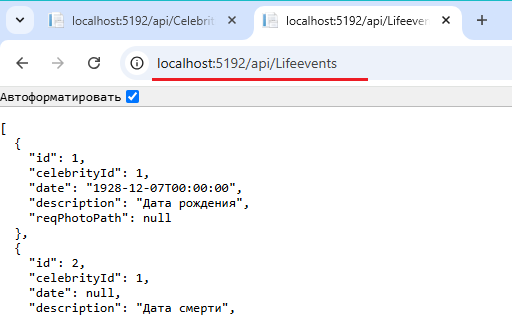 localhost:5192/api/Celebrit
localhost:5192/api/Lifeeven
localhost:5192/api/Lifeevents
Автоформатировать
[
  {
    "id": 1,
    "celebrityId": 1,
    "date": "1928-12-07T00:00:00",
    "description": "Дата рождения",
    "reqPhotoPath": null
  },
  {
    "id": 2,
    "celebrityId": 1,
    "date": null,
    "description": "Дата смерти",